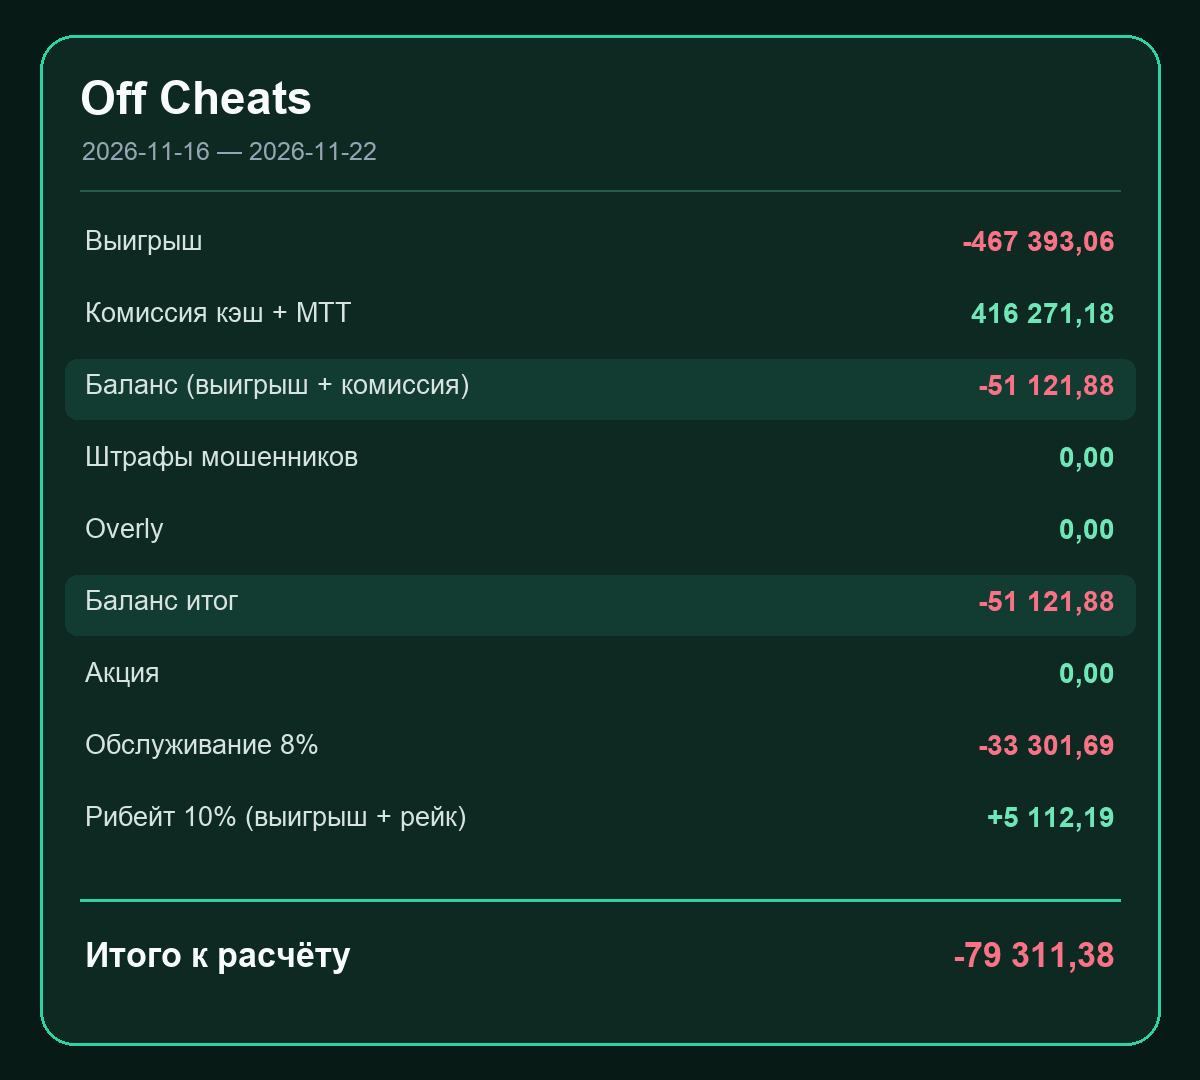 Off Cheats
2026-11-16 — 2026-11-22
Выигрыш -467 393,06
Комиссия кэш + МТТ 416 271,18
Баланс (выигрыш + комиссия) -51 121,88
Штрафы мошенников 0,00
Overly 0,00
Баланс итог -51 121,88
Акция 0,00
Обслуживание 8% -33 301,69
Рибейт 10% (выигрыш + рейк) +5 112,19
Итого к расчёту -79 311,38